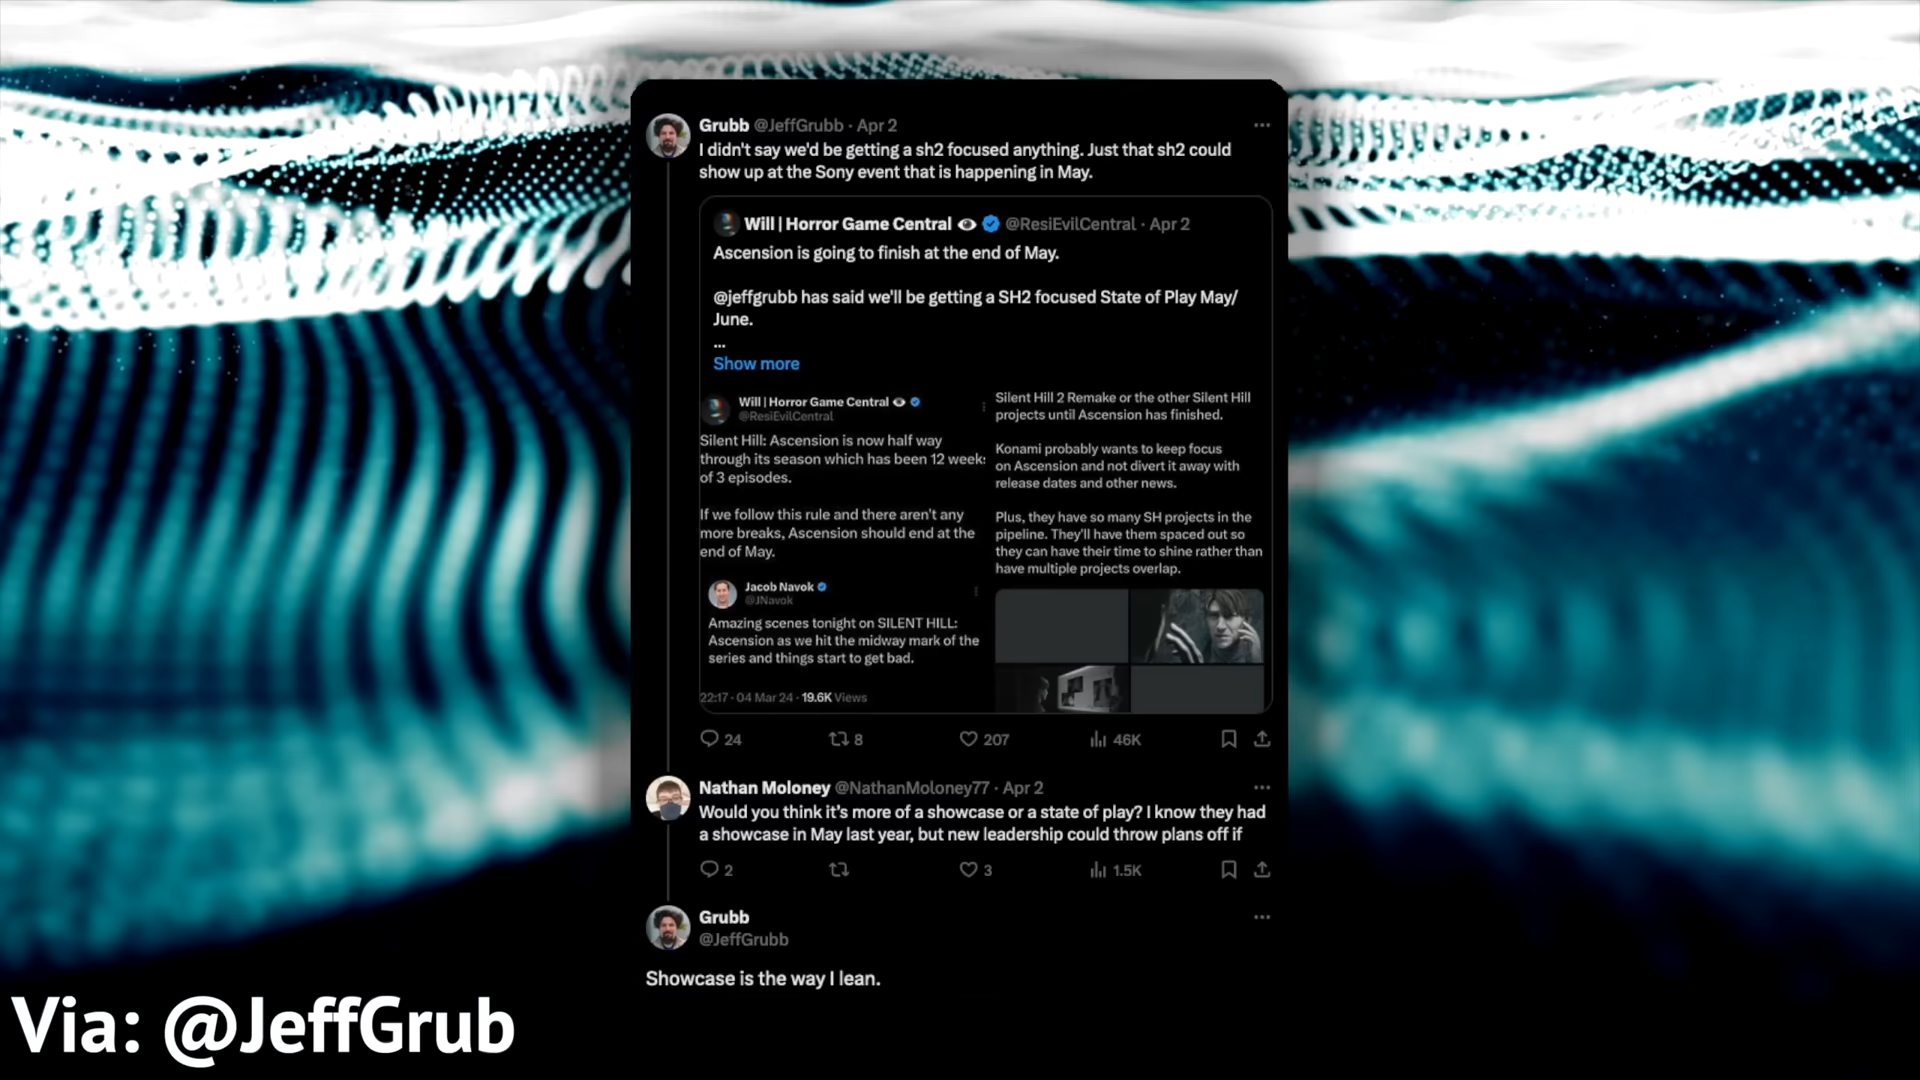 Grubb @JeffGrubb · Apr 2
I didn't say we'd be getting a sh2 focused anything. Just that sh2 could
show up at the Sony event that is happening in May.
Will | Horror Game Central @ResiEvilCentral · Apr 2
Ascension is going to finish at the end of May.
@jeffgrubb has said we'll be getting a SH2 focused State of Play May/
June.
...
Show more
Will | Horror Game Central
@ResiEvilCentral
Silent Hill: Ascension is now half way
through its season which has been 12 weeks
of 3 episodes.
If we follow this rule and there aren't any
more breaks, Ascension should end at the
end of May.
Jacob Navok
@JNavok
Amazing scenes tonight on SILENT HILL:
Ascension as we hit the midway mark of the
series and things start to get bad.
22:17 · 04 Mar 24 · 19.6K Views
Silent Hill 2 Remake or the other Silent Hill
projects until Ascension has finished.
Konami probably wants to keep focus
on Ascension and not divert it away with
release dates and other news.
Plus, they have so many SH projects in the
pipeline. They'll have them spaced out so
they can have their time to shine rather than
have multiple projects overlap.
24 8 207 46K
Nathan Moloney @NathanMoloney77 · Apr 2
Would you think it's more of a showcase or a state of play? I know they had
a showcase in May last year, but new leadership could throw plans off if
2 3 1.5K
Grubb
@JeffGrubb
Showcase is the way I lean.
Via: @JeffGrub